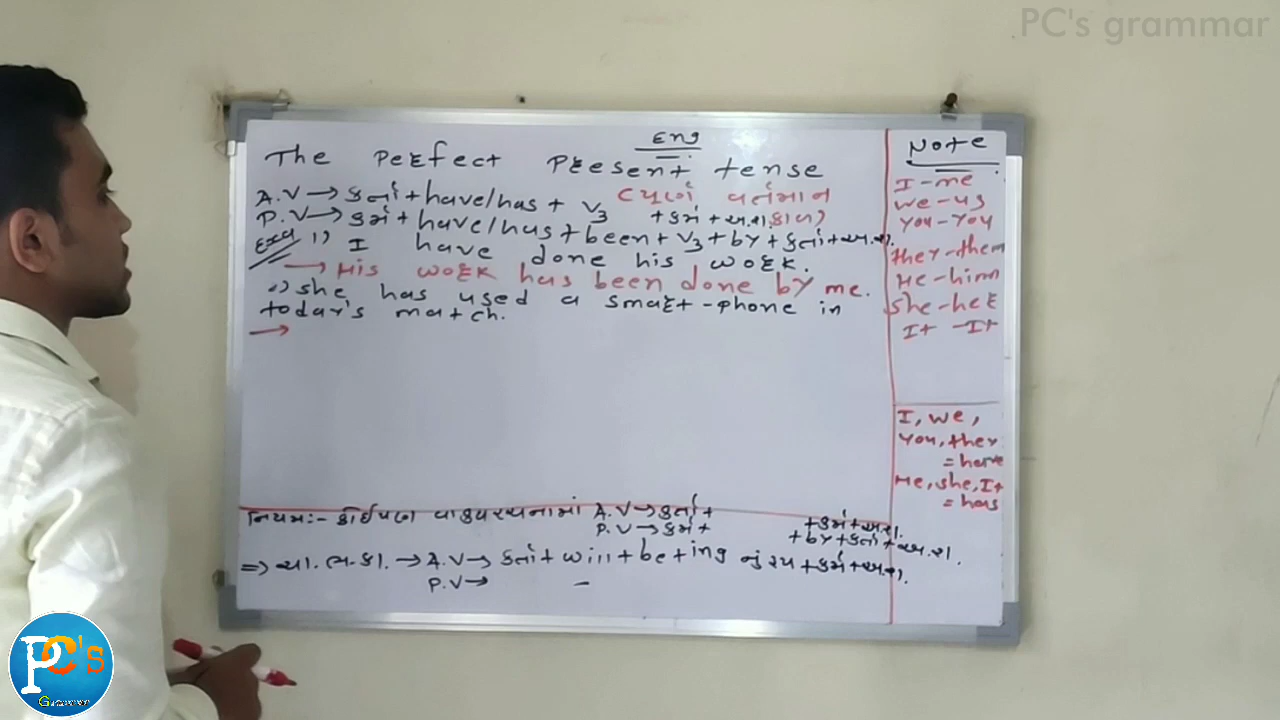 PC's grammar
Eng
The Perfect Present tense
A.V → કર્તા + have/has + V3 + કર્મ + અ.શ.
પૂર્ણ વર્તમાન કાળ
P.V → કર્મ + have/has + been + V3 + by + કર્તા + અ.શ.
Exa 1) I have done his work.
→ His work has been done by me.
2) she has used a smart-phone in
today's match.
→
Note
I - me
we - us
you - you
they - them
He - him
she - her
It - It
I, we,
you, they
= have
He, she, It
= has
નિયમ:- કોઈપણ વાક્યરચનામાં A.V → કર્તા + + કર્મ + અ.શ.
P.V → કર્મ + + by + કર્તા + અ.શ.
⇒ ચા.ભ.કા. → A.V → કર્તા + will + be + ing નું રૂપ + કર્મ + અ.શ.
P.V → –
PC's
Grammar